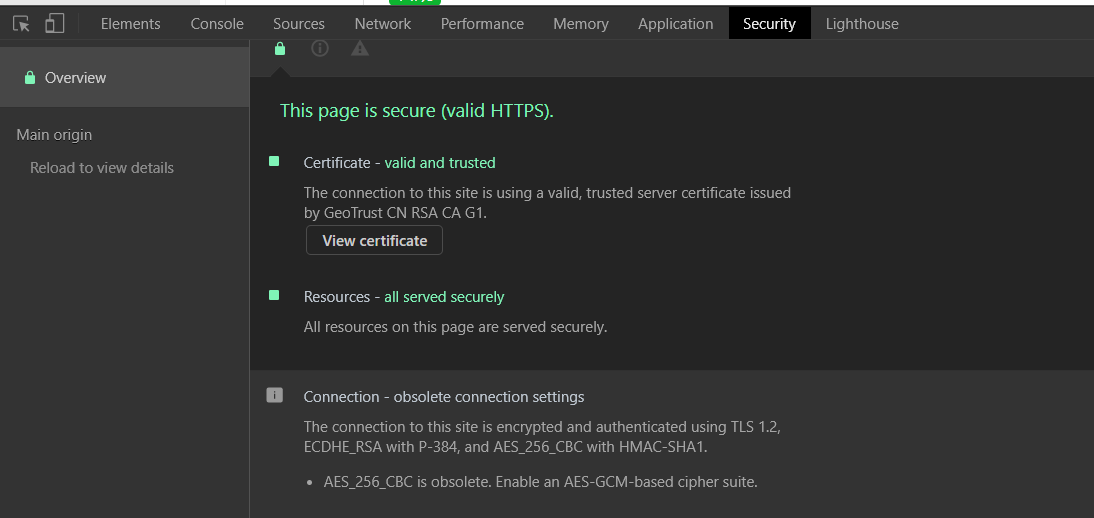 Elements Console Sources Network Performance Memory Application Security Lighthouse
Overview
Main origin
Reload to view details
This page is secure (valid HTTPS).
Certificate - valid and trusted
The connection to this site is using a valid, trusted server certificate issued
by GeoTrust CN RSA CA G1.
View certificate
Resources - all served securely
All resources on this page are served securely.
Connection - obsolete connection settings
The connection to this site is encrypted and authenticated using TLS 1.2,
ECDHE_RSA with P-384, and AES_256_CBC with HMAC-SHA1.
• AES_256_CBC is obsolete. Enable an AES-GCM-based cipher suite.